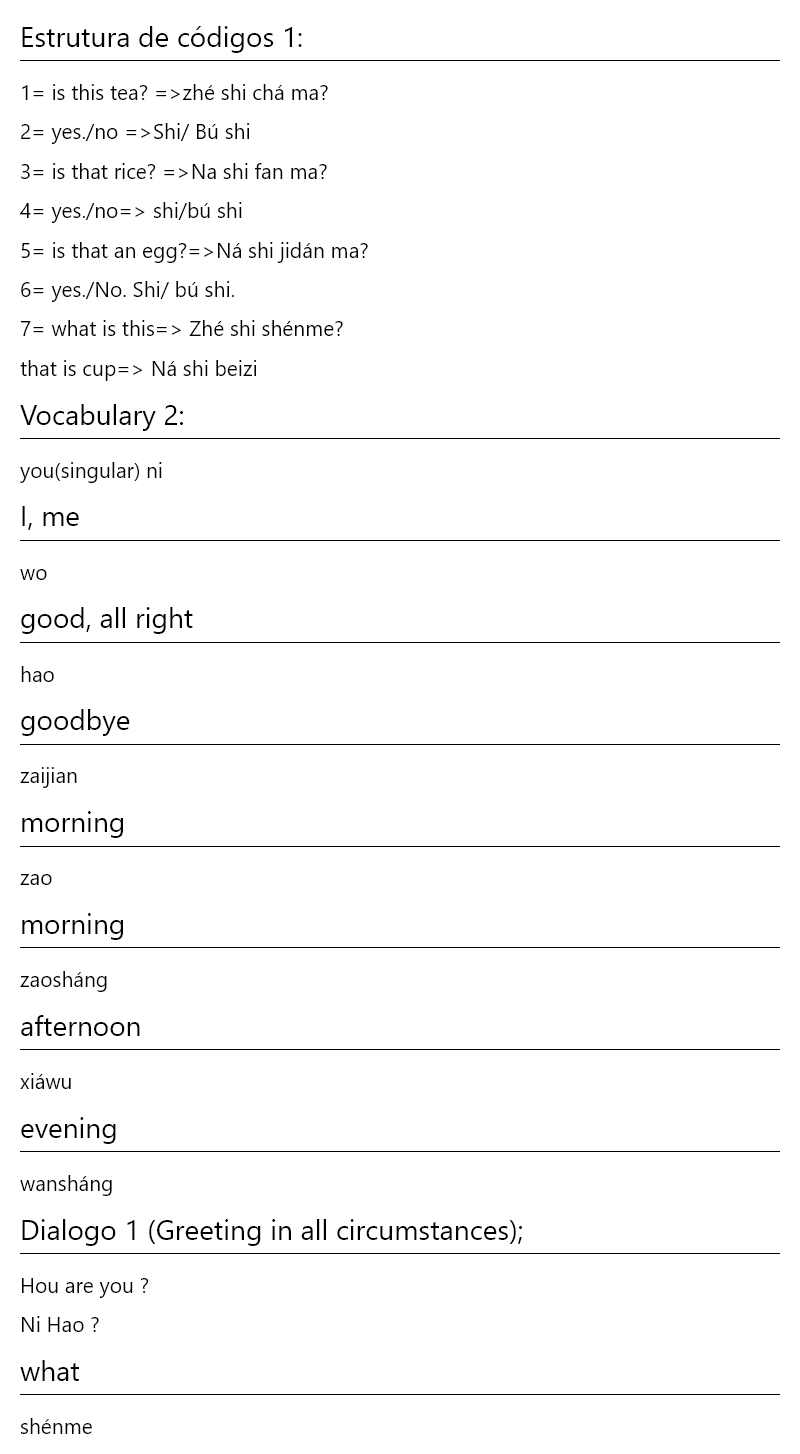 Estrutura de códigos 1:
1= is this tea? =>zhé shi chá ma?
2= yes./no =>Shi/ Bú shi
3= is that rice? =>Na shi fan ma?
4= yes./no=> shi/bú shi
5= is that an egg?=>Ná shi jidán ma?
6= yes./No. Shi/ bú shi.
7= what is this=> Zhé shi shénme?
that is cup=> Ná shi beizi
Vocabulary 2:
you(singular) ni
I, me
wo
good, all right
hao
goodbye
zaijian
morning
zao
morning
zaosháng
afternoon
xiáwu
evening
wansháng
Dialogo 1 (Greeting in all circumstances);
Hou are you ?
Ni Hao ?
what
shénme